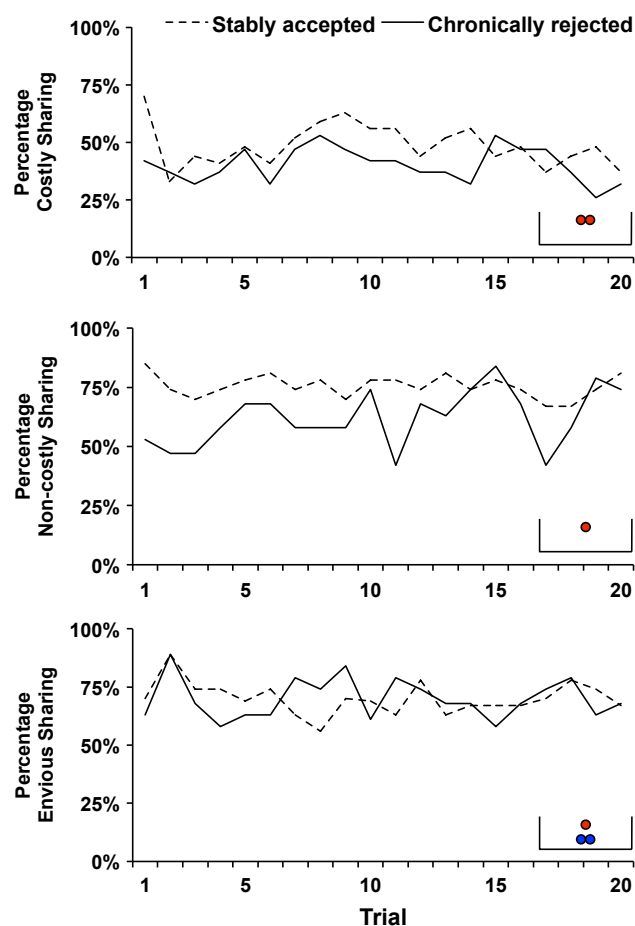 Stably accepted Chronically rejected
Percentage
Costly Sharing
100%
75%
50%
25%
0%
1 5 10 15 20
Percentage
Non-costly Sharing
100%
75%
50%
25%
0%
1 5 10 15 20
Percentage
Envious Sharing
100%
75%
50%
25%
0%
1 5 10 15 20
Trial